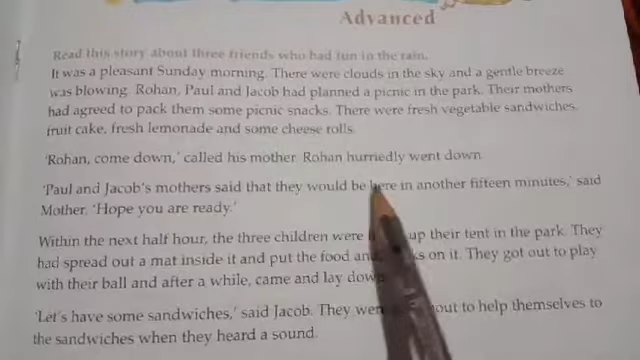 Advanced
Read this story about three friends who had fun in the rain.
It was a pleasant Sunday morning. There were clouds in the sky and a gentle breeze
was blowing. Rohan, Paul and Jacob had planned a picnic in the park. Their mothers
had agreed to pack them some picnic snacks. There were fresh vegetable sandwiches,
fruit cake, fresh lemonade and some cheese rolls.
'Rohan, come down,' called his mother. Rohan hurriedly went down.
'Paul and Jacob's mothers said that they would be here in another fifteen minutes,' said
Mother. 'Hope you are ready.'
Within the next half hour, the three children were up their tent in the park. They
had spread out a mat inside it and put the food and on it. They got out to play
with their ball and after a while, came and lay down
'Let's have some sandwiches,' said Jacob. They to help themselves to
the sandwiches when they heard a sound.